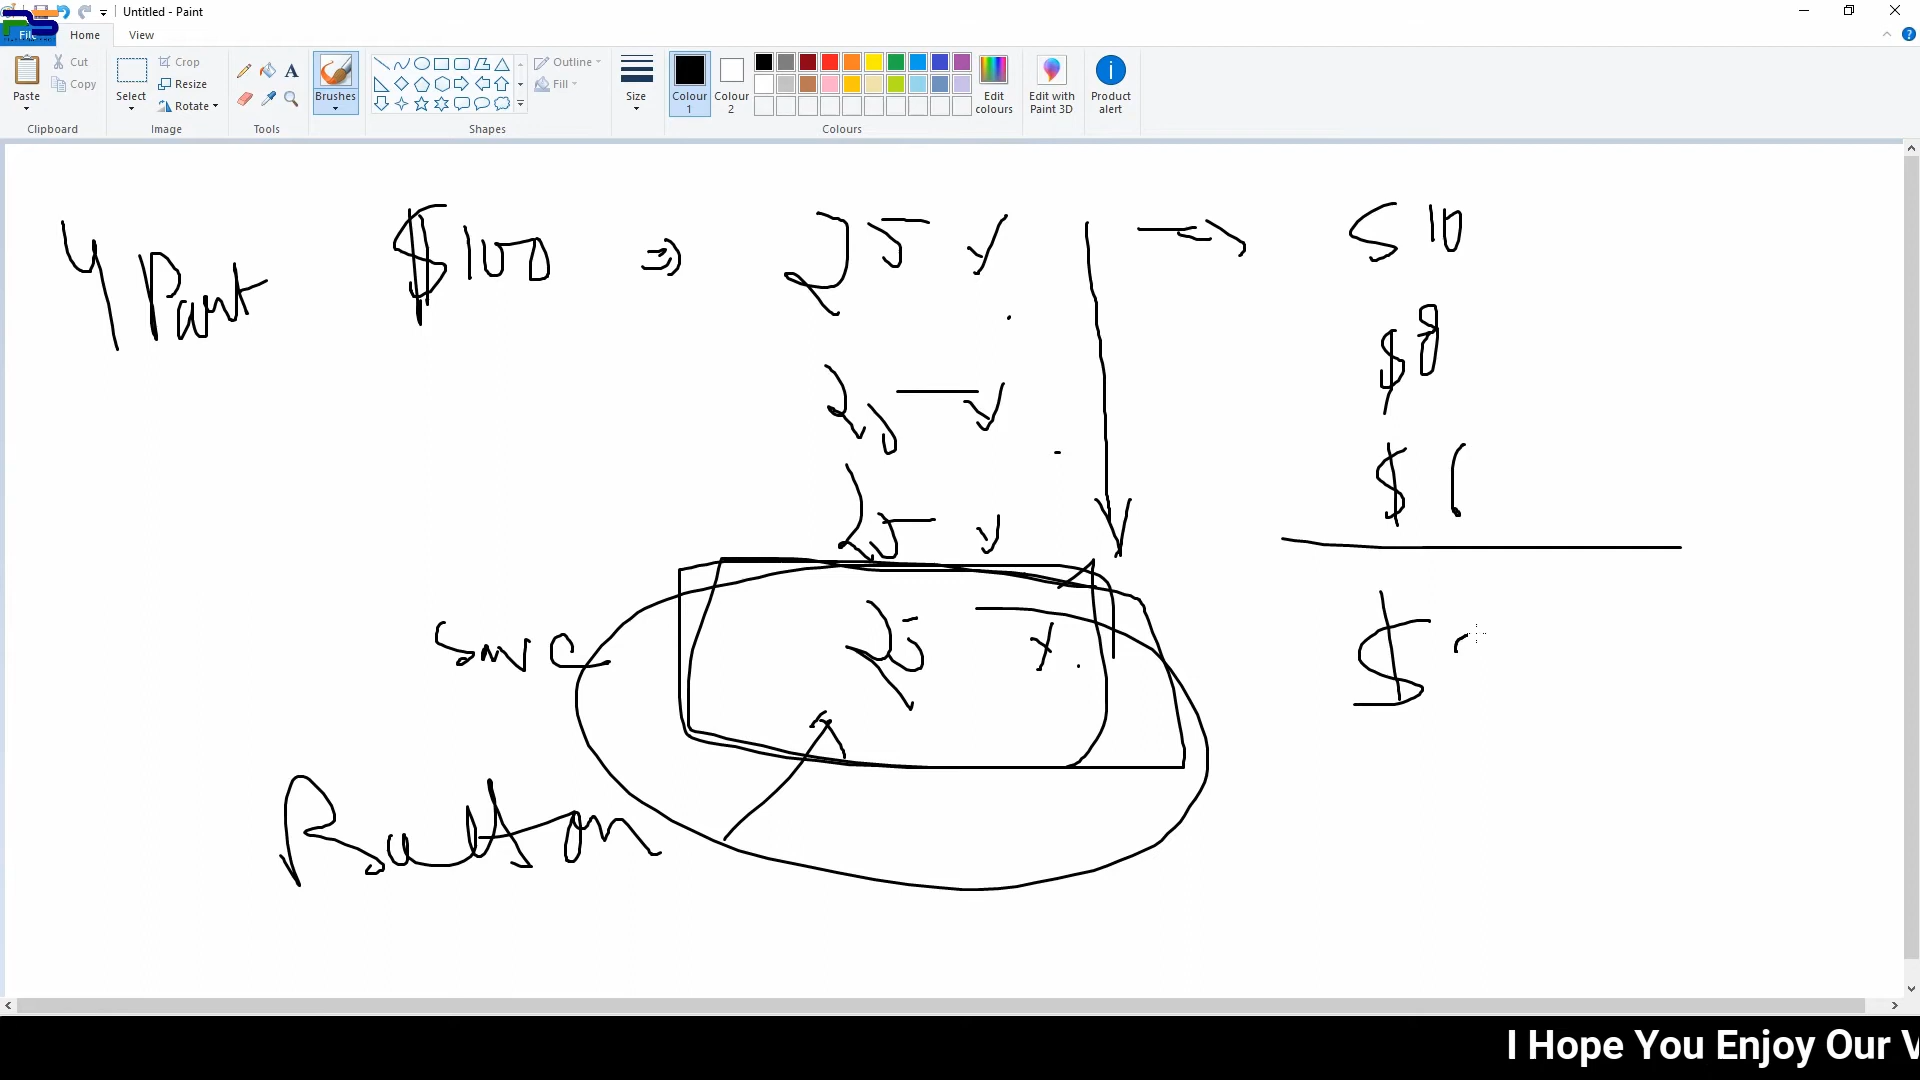 Untitled - Paint
File
Home
View
Paste
Cut
Copy
Clipboard
Select
Crop
Resize
Rotate
Image
Tools
Brushes
Shapes
Outline
Fill
Size
Colour 1
Colour 2
Edit colours
Colours
Edit with Paint 3D
Product alert
4 Part
$100 => 25
$10
$8
25
25
$
25
$
Save
Button
I Hope You Enjoy Our V